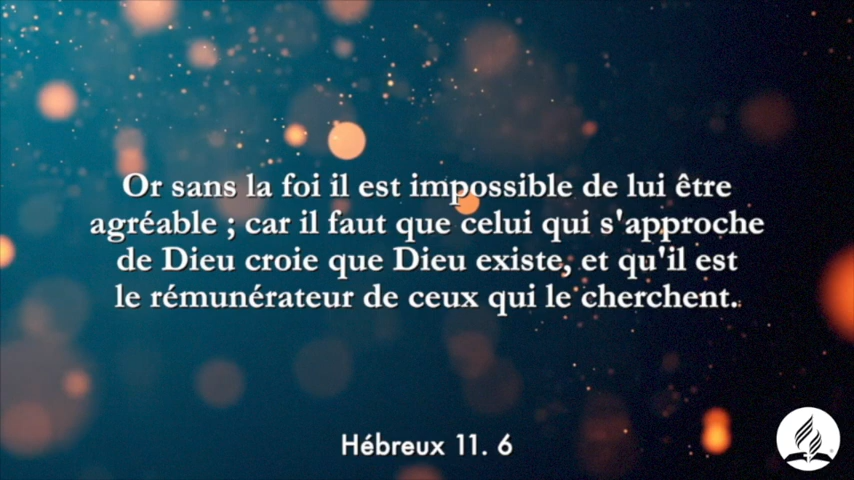 Or sans la foi il est impossible de lui être
agréable ; car il faut que celui qui s'approche
de Dieu croie que Dieu existe, et qu'il est
le rémunérateur de ceux qui le cherchent.
Hébreux 11. 6